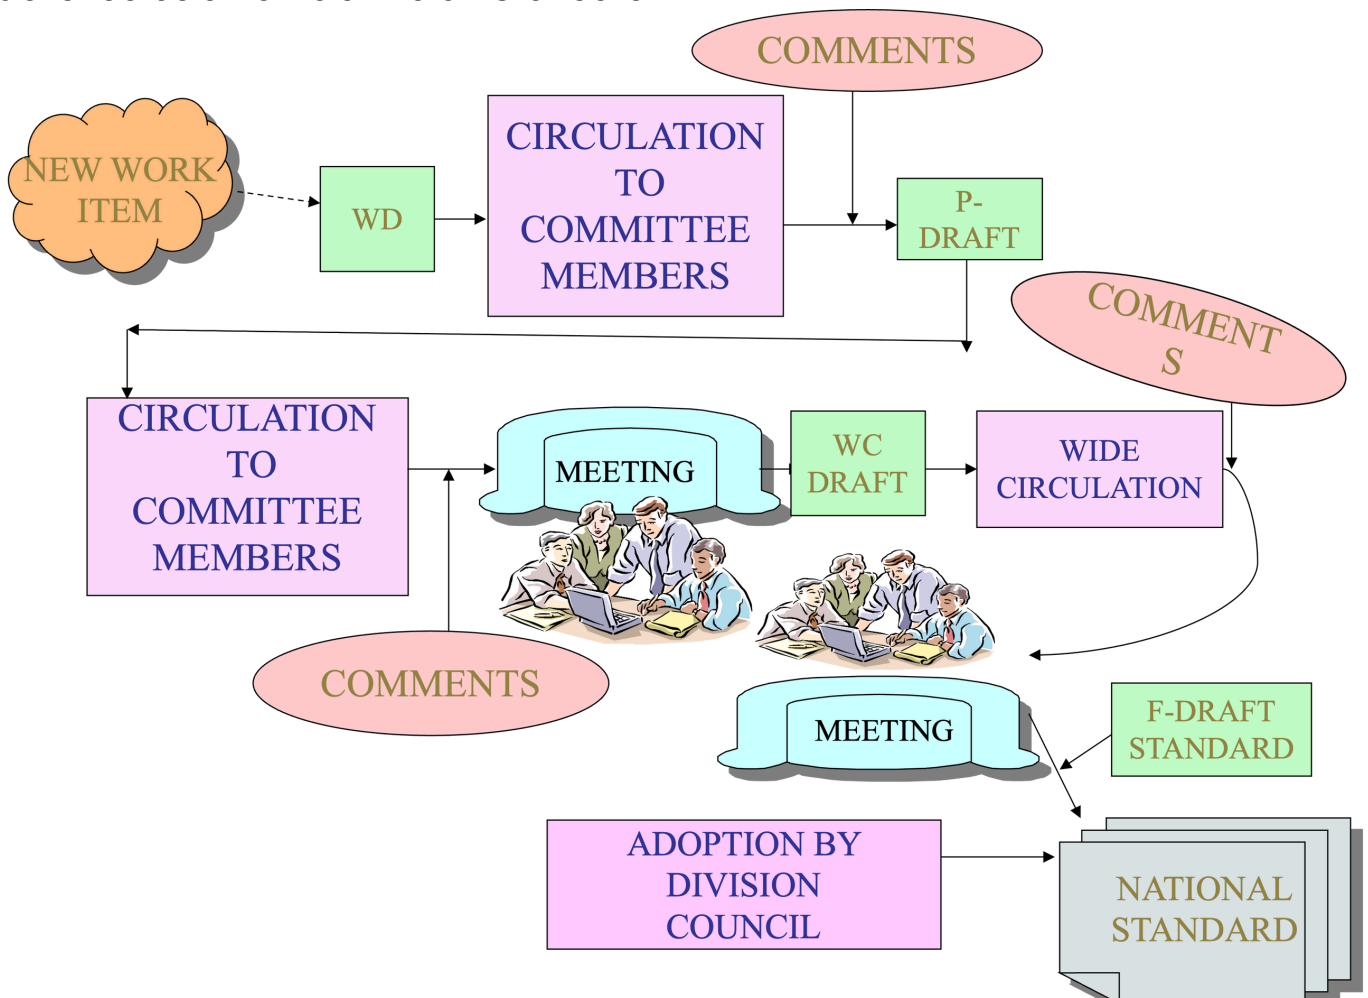 COMMENTS
CIRCULATION
TO
COMMITTEE
MEMBERS
NEW WORK
ITEM
WD
P-
DRAFT
COMMENT
S
CIRCULATION
TO
COMMITTEE
MEMBERS
MEETING
WC
DRAFT
WIDE
CIRCULATION
COMMENTS
MEETING
F-DRAFT
STANDARD
ADOPTION BY
DIVISION
COUNCIL
NATIONAL
STANDARD